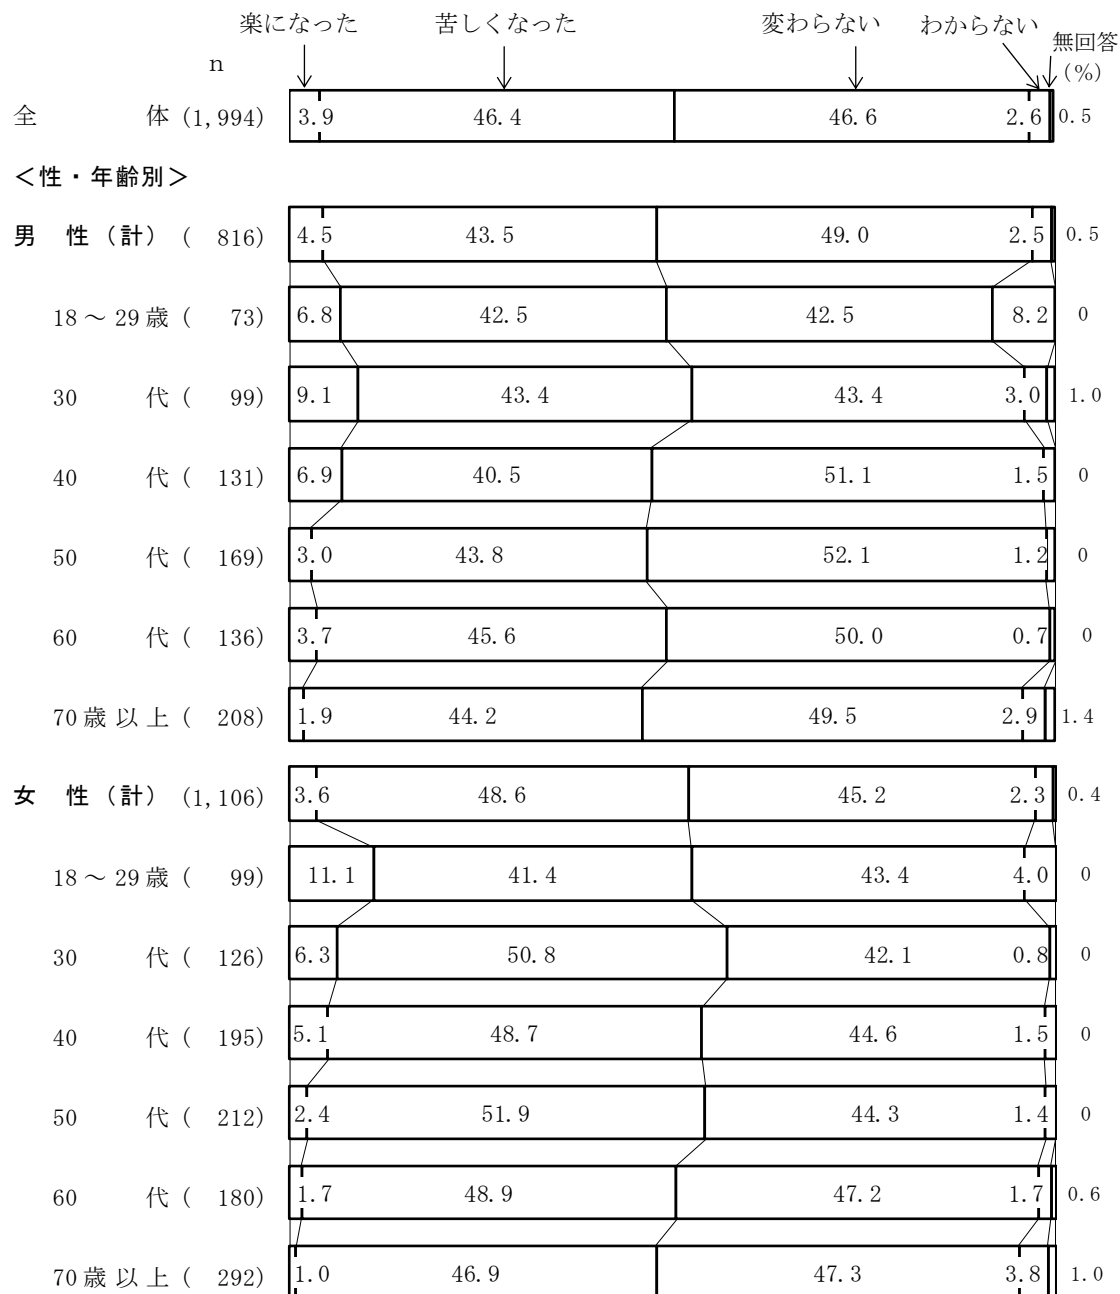 楽になった 苦しくなった 変わらない わからない 無回答
n (%)
全 体 (1,994) 3.9 46.4 46.6 2.6 0.5
＜性・年齢別＞
男 性（計） ( 816) 4.5 43.5 49.0 2.5 0.5
18～29歳 ( 73) 6.8 42.5 42.5 8.2 0
30 代 ( 99) 9.1 43.4 43.4 3.0 1.0
40 代 ( 131) 6.9 40.5 51.1 1.5 0
50 代 ( 169) 3.0 43.8 52.1 1.2 0
60 代 ( 136) 3.7 45.6 50.0 0.7 0
70歳以上 ( 208) 1.9 44.2 49.5 2.9 1.4
女 性（計） (1,106) 3.6 48.6 45.2 2.3 0.4
18～29歳 ( 99) 11.1 41.4 43.4 4.0 0
30 代 ( 126) 6.3 50.8 42.1 0.8 0
40 代 ( 195) 5.1 48.7 44.6 1.5 0
50 代 ( 212) 2.4 51.9 44.3 1.4 0
60 代 ( 180) 1.7 48.9 47.2 1.7 0.6
70歳以上 ( 292) 1.0 46.9 47.3 3.8 1.0